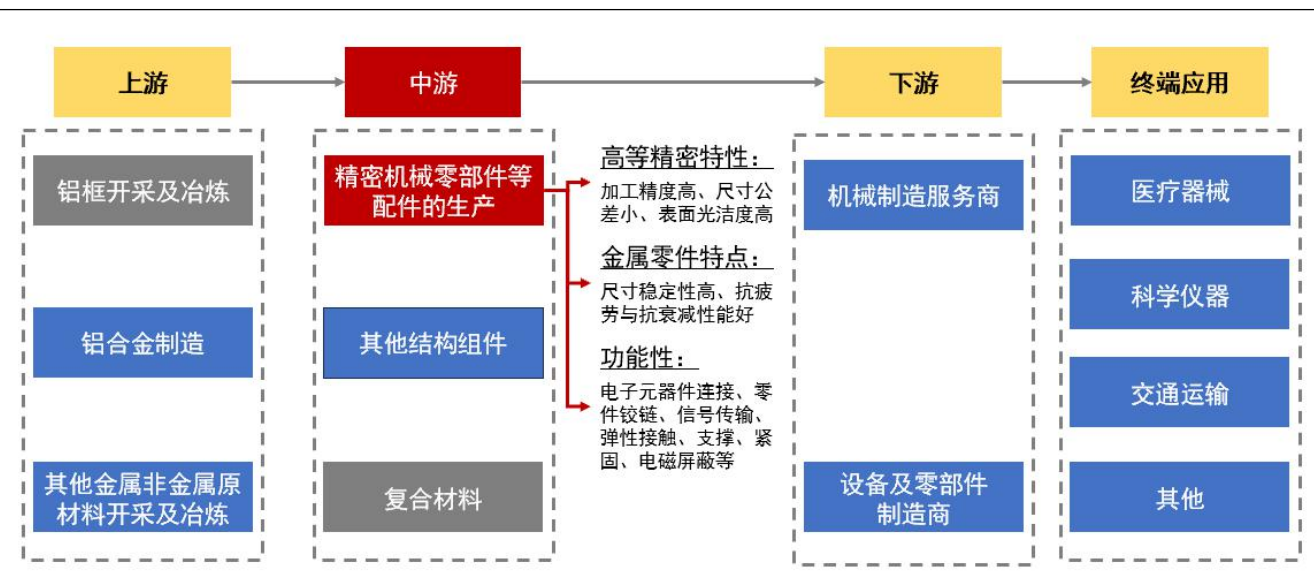 上游
中游
下游
终端应用
铝框开采及冶炼
铝合金制造
其他金属非金属原
材料开采及冶炼
精密机械零部件等
配件的生产
其他结构组件
复合材料
高等精密特性：
加工精度高、尺寸公
差小、表面光洁度高
金属零件特点：
尺寸稳定性高、抗疲
劳与抗衰减性能好
功能性：
电子元器件连接、零
件铰链、信号传输、
弹性接触、支撑、紧
固、电磁屏蔽等
机械制造服务商
设备及零部件
制造商
医疗器械
科学仪器
交通运输
其他